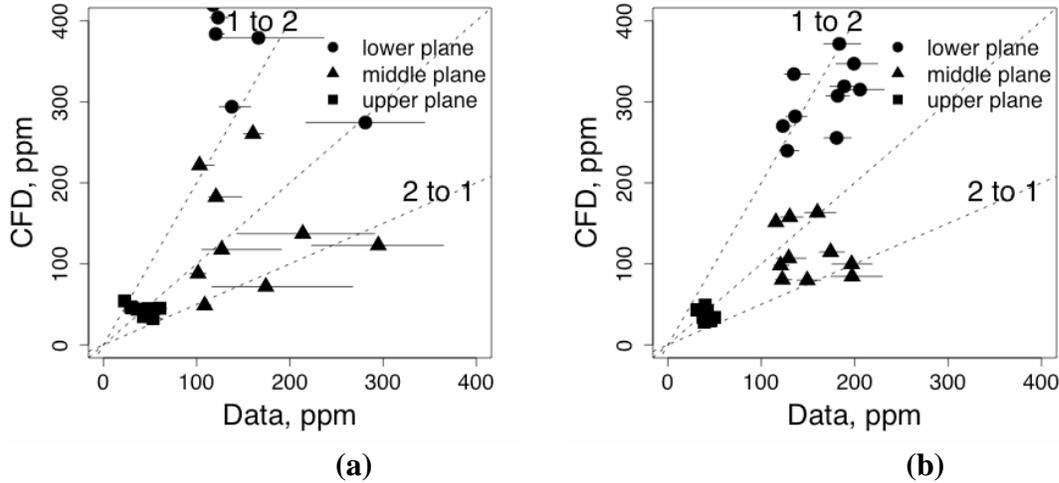 400
300
200
100
0
CFD, ppm
1 to 2
lower plane
middle plane
upper plane
2 to 1
0 100 200 300 400
Data, ppm
(a)
400
300
200
100
0
CFD, ppm
1 to 2
lower plane
middle plane
upper plane
2 to 1
0 100 200 300 400
Data, ppm
(b)